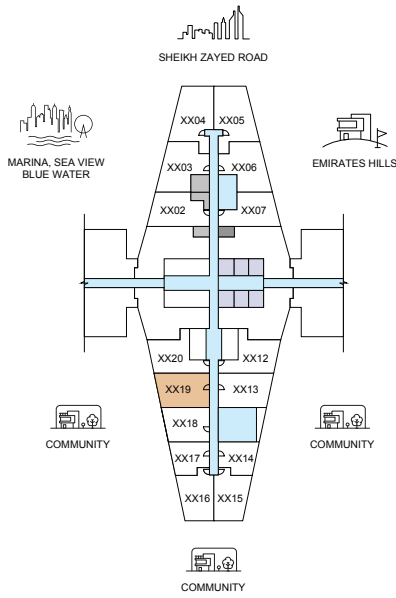 SHEIKH ZAYED ROAD
XX04 XX05
MARINA, SEA VIEW
BLUE WATER
XX03 XX06
EMIRATES HILLS
XX02 XX07
XX20 XX12
XX19 XX13
XX18
COMMUNITY
COMMUNITY
XX17 XX14
XX16 XX15
COMMUNITY